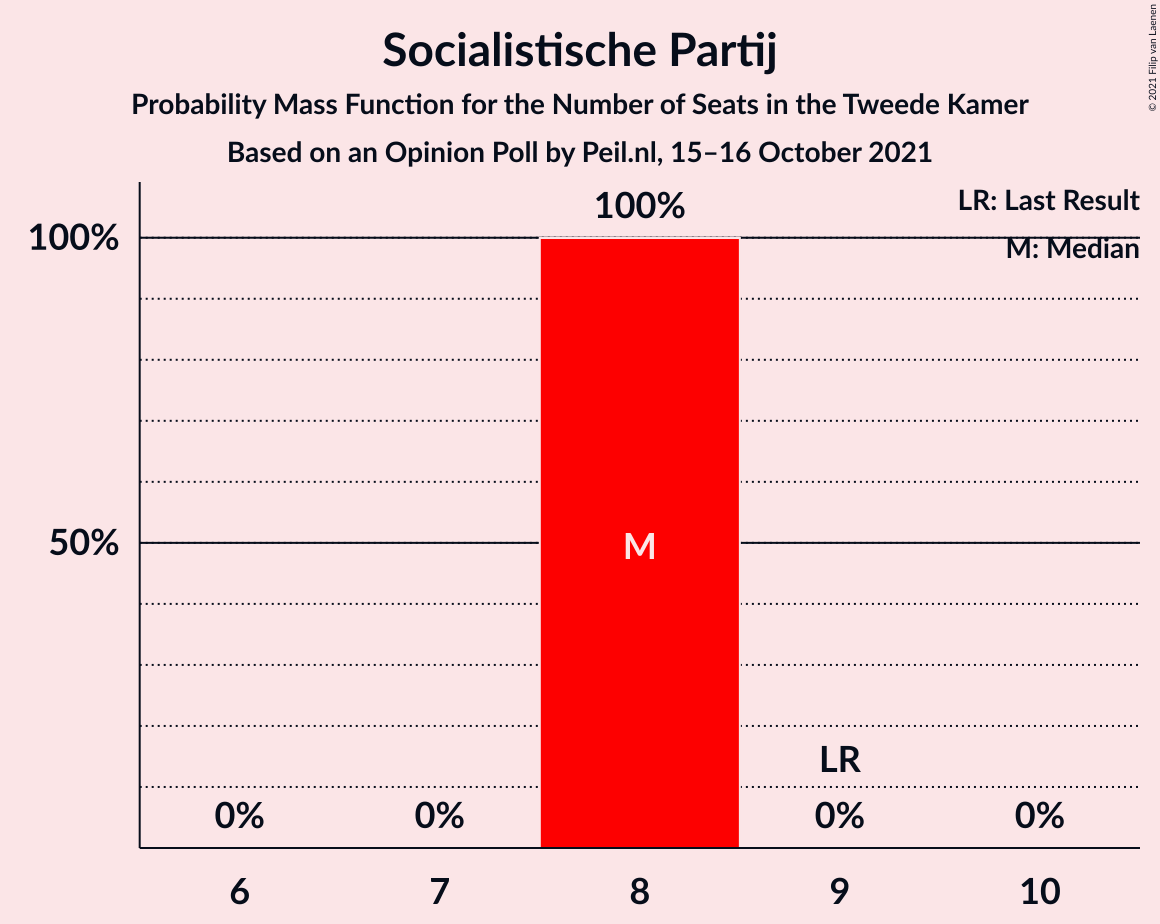 Socialistische Partij
Probability Mass Function for the Number of Seats in the Tweede Kamer
Based on an Opinion Poll by Peil.nl, 15–16 October 2021
© 2021 Filip van Laenen
LR: Last Result
M: Median
100%
100%
50%
M
LR
0%
0%
0%
0%
6
7
8
9
10